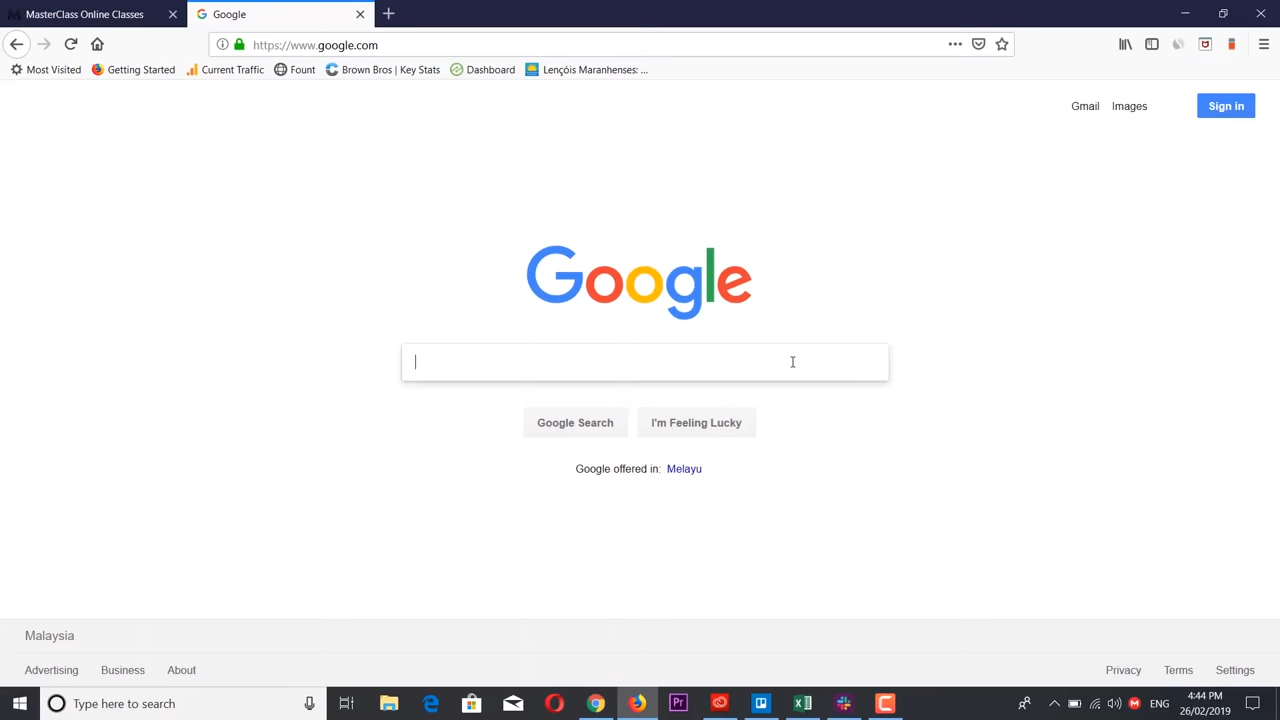 MasterClass Online Classes
Google
https://www.google.com
Most Visited
Getting Started
Current Traffic
Fount
Brown Bros | Key Stats
Dashboard
Lençóis Maranhenses: ...
Gmail
Images
Sign in
Google
Google Search
I'm Feeling Lucky
Google offered in: Melayu
Malaysia
Advertising
Business
About
Privacy
Terms
Settings
Type here to search
Pr
ENG
4:44 PM
26/02/2019